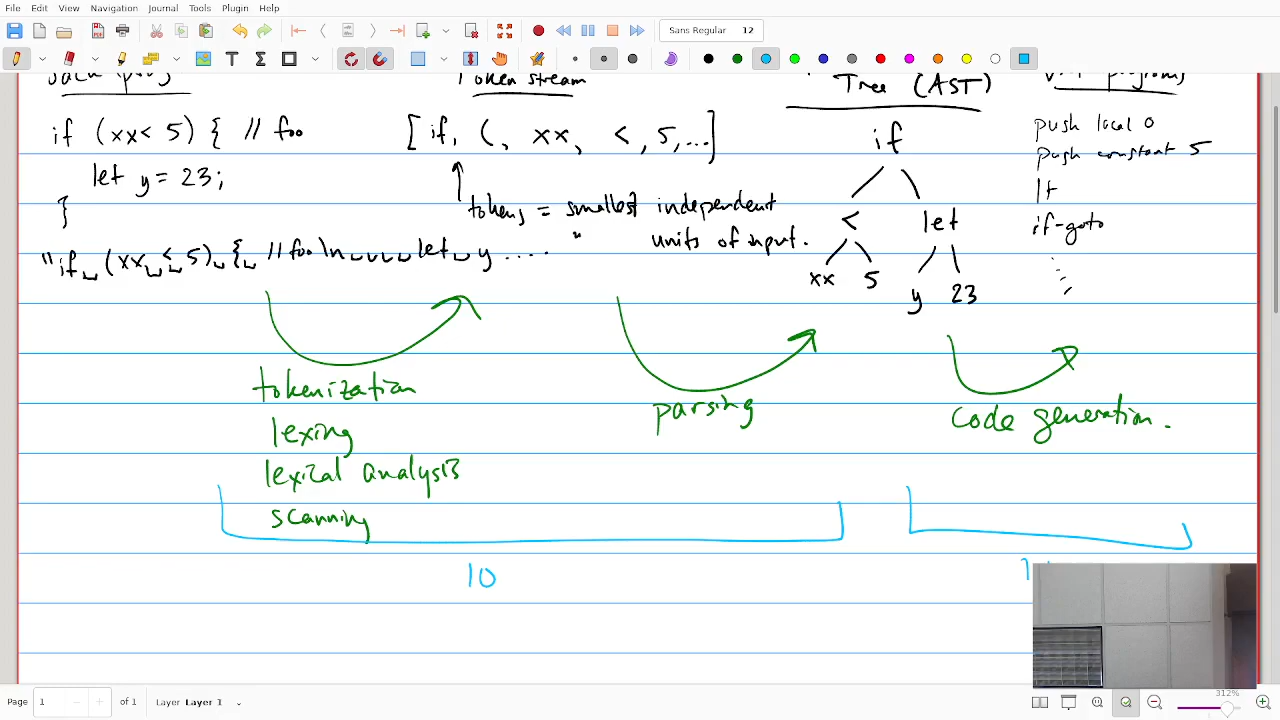 File Edit View Navigation Journal Tools Plugin Help
Sans Regular 12
Token stream
Tree (AST)
if (xx< 5) { // foo
let y = 23;
}
"if␣(xx␣<␣5)␣{␣//foo\n␣␣␣␣let␣y ....
[if, (, xx, <, 5, ...]
tokens = smallest independent
units of input.
if
< let
xx 5 y 23
push local 0
push constant 5
lt
if-goto
tokenization
lexing
lexical analysis
scanning
parsing
code generation.
10
Page 1 of 1 Layer Layer 1
312%